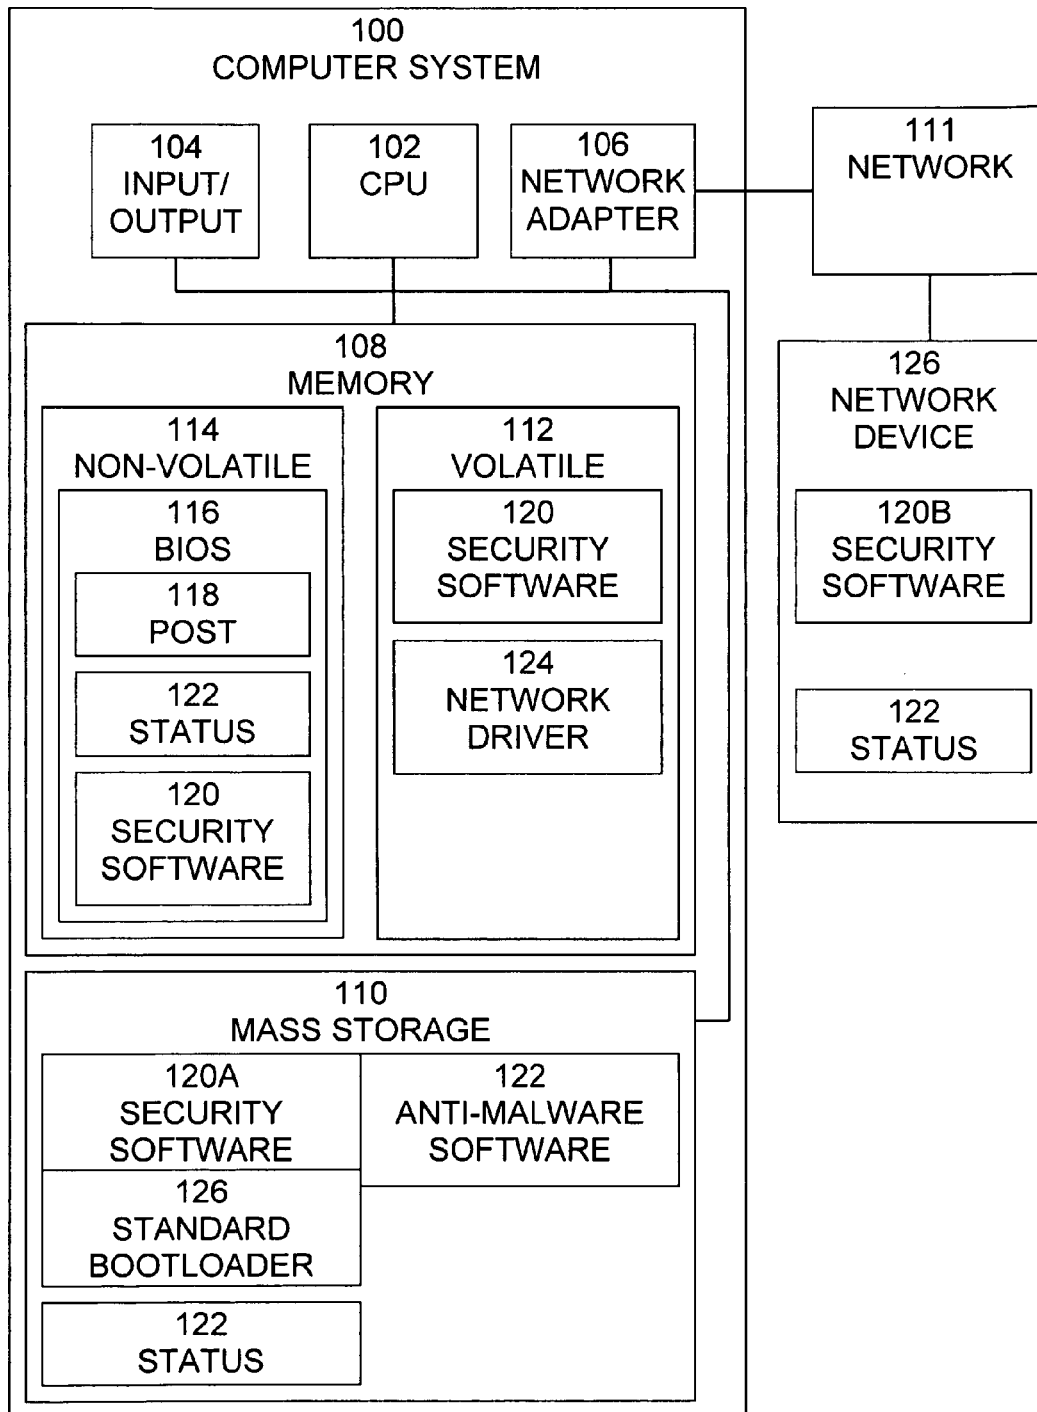 100
COMPUTER SYSTEM
104
INPUT/
OUTPUT
102
CPU
106
NETWORK
ADAPTER
111
NETWORK
108
MEMORY
114
NON-VOLATILE
116
BIOS
118
POST
122
STATUS
120
SECURITY
SOFTWARE
112
VOLATILE
120
SECURITY
SOFTWARE
124
NETWORK
DRIVER
126
NETWORK
DEVICE
120B
SECURITY
SOFTWARE
122
STATUS
110
MASS STORAGE
120A
SECURITY
SOFTWARE
122
ANTI-MALWARE
SOFTWARE
126
STANDARD
BOOTLOADER
122
STATUS